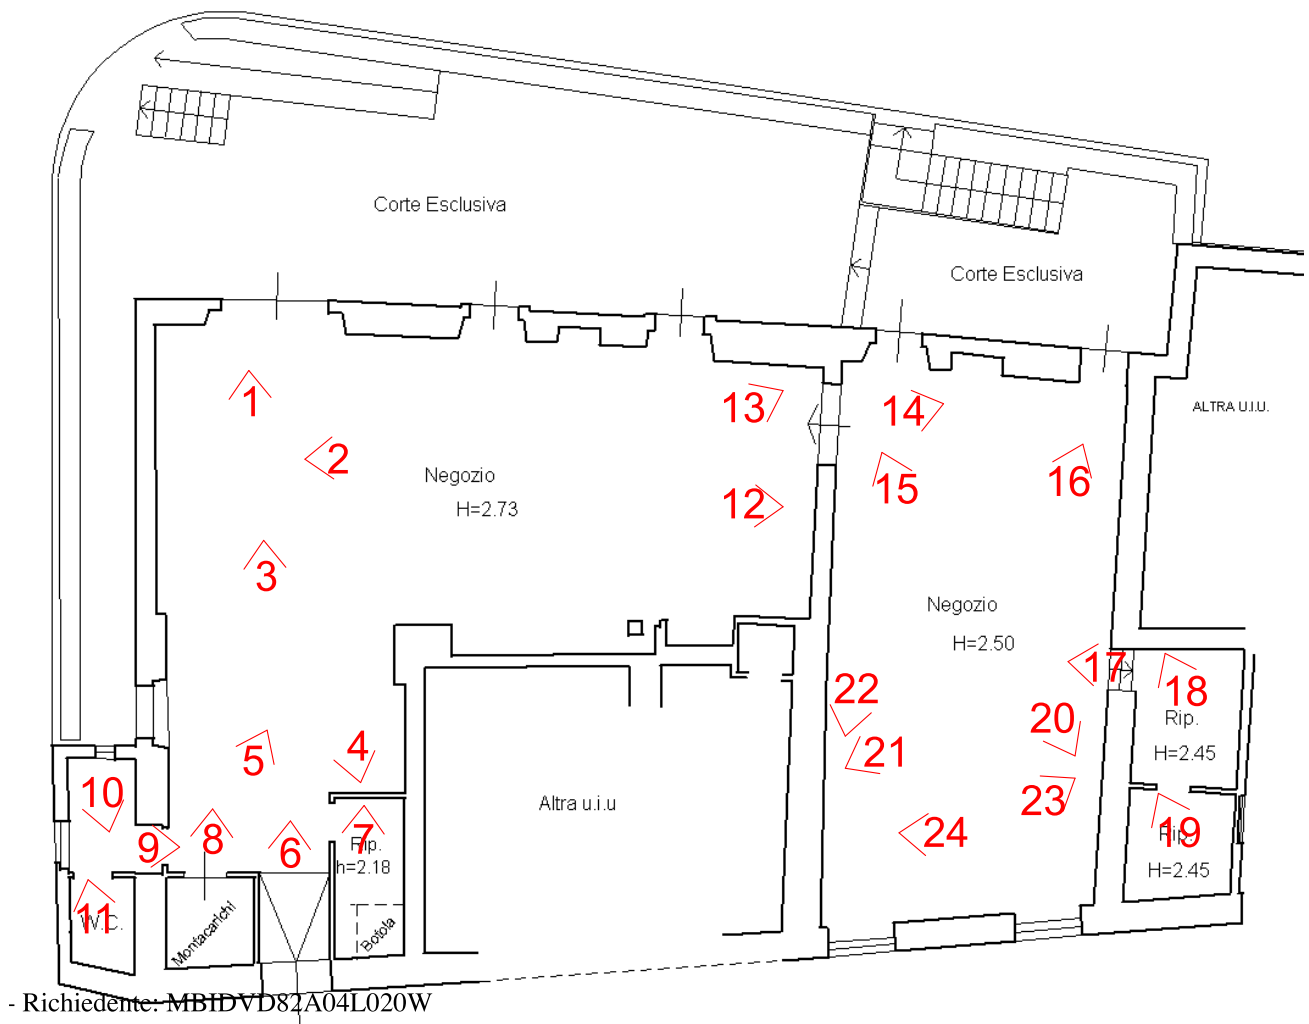 Corte Esclusiva
Corte Esclusiva
1
13
14
ALTRA U.I.U.
2
Negozio
H=2.73
12
15
16
3
Negozio
H=2.50
17
22
18
Rip.
H=2.45
20
5
4
21
10
Altra u.i.u
23
9
8
6
7
Rip.
h=2.18
24
19
Rip.
H=2.45
11
W.C.
Montacarichi
Botola
- Richiedente: MBIDVD82A04L020W